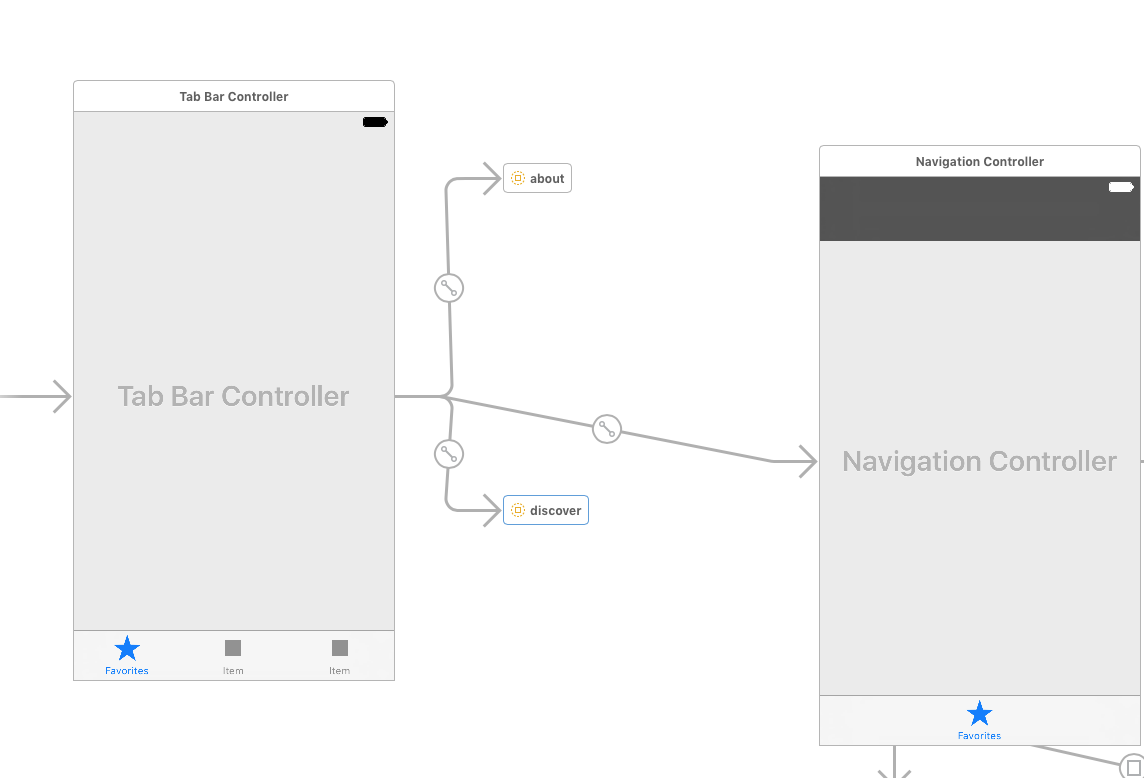 Tab Bar Controller
about
Navigation Controller
Tab Bar Controller
Navigation Controller
discover
Favorites
Item
Item
Favorites